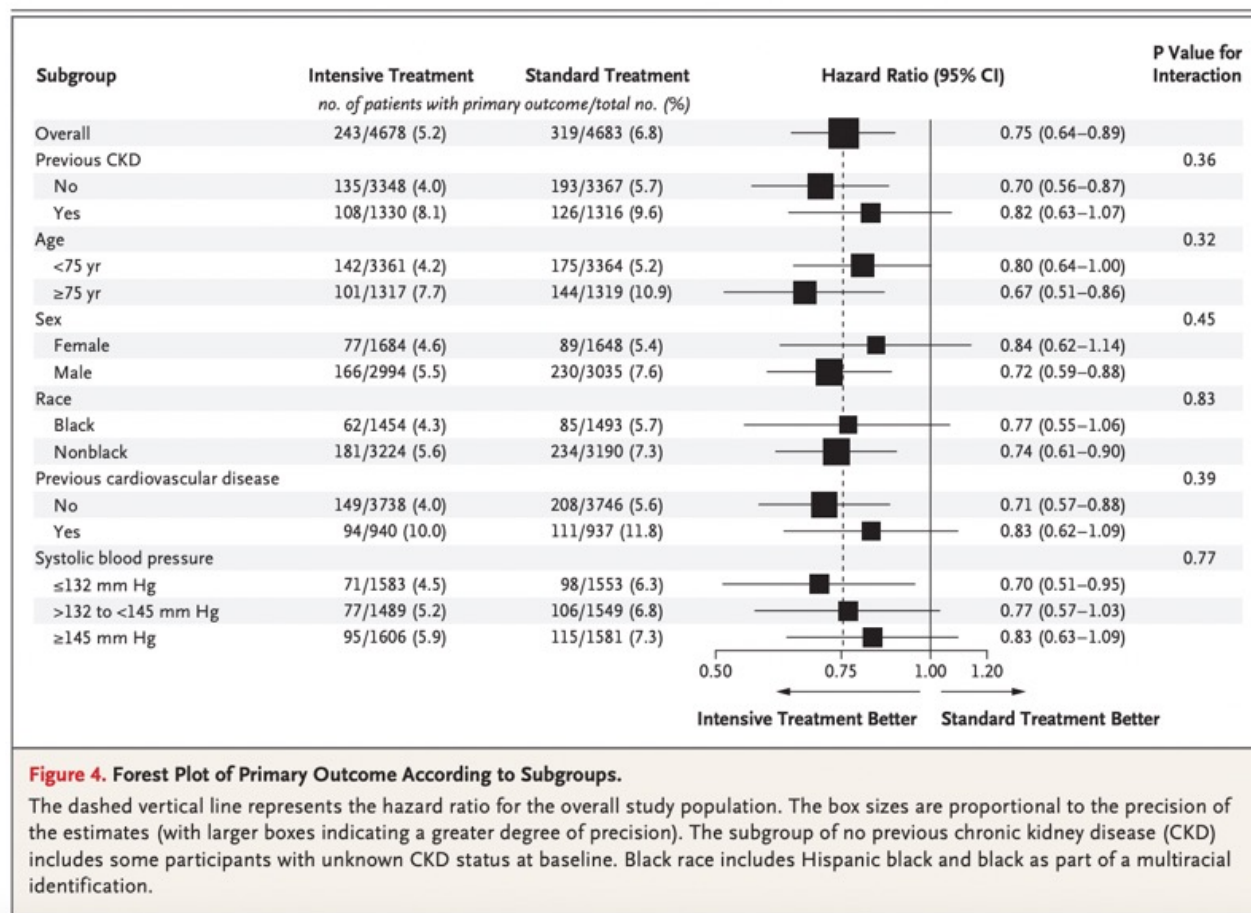 Subgroup Intensive Treatment Standard Treatment Hazard Ratio (95% CI) P Value for Interaction
no. of patients with primary outcome/total no. (%)
Overall 243/4678 (5.2) 319/4683 (6.8) 0.75 (0.64–0.89)
Previous CKD 0.36
No 135/3348 (4.0) 193/3367 (5.7) 0.70 (0.56–0.87)
Yes 108/1330 (8.1) 126/1316 (9.6) 0.82 (0.63–1.07)
Age 0.32
<75 yr 142/3361 (4.2) 175/3364 (5.2) 0.80 (0.64–1.00)
≥75 yr 101/1317 (7.7) 144/1319 (10.9) 0.67 (0.51–0.86)
Sex 0.45
Female 77/1684 (4.6) 89/1648 (5.4) 0.84 (0.62–1.14)
Male 166/2994 (5.5) 230/3035 (7.6) 0.72 (0.59–0.88)
Race 0.83
Black 62/1454 (4.3) 85/1493 (5.7) 0.77 (0.55–1.06)
Nonblack 181/3224 (5.6) 234/3190 (7.3) 0.74 (0.61–0.90)
Previous cardiovascular disease 0.39
No 149/3738 (4.0) 208/3746 (5.6) 0.71 (0.57–0.88)
Yes 94/940 (10.0) 111/937 (11.8) 0.83 (0.62–1.09)
Systolic blood pressure 0.77
≤132 mm Hg 71/1583 (4.5) 98/1553 (6.3) 0.70 (0.51–0.95)
>132 to <145 mm Hg 77/1489 (5.2) 106/1549 (6.8) 0.77 (0.57–1.03)
≥145 mm Hg 95/1606 (5.9) 115/1581 (7.3) 0.83 (0.63–1.09)
0.50 0.75 1.00 1.20
Intensive Treatment Better Standard Treatment Better
Figure 4. Forest Plot of Primary Outcome According to Subgroups.
The dashed vertical line represents the hazard ratio for the overall study population. The box sizes are proportional to the precision of
the estimates (with larger boxes indicating a greater degree of precision). The subgroup of no previous chronic kidney disease (CKD)
includes some participants with unknown CKD status at baseline. Black race includes Hispanic black and black as part of a multiracial
identification.